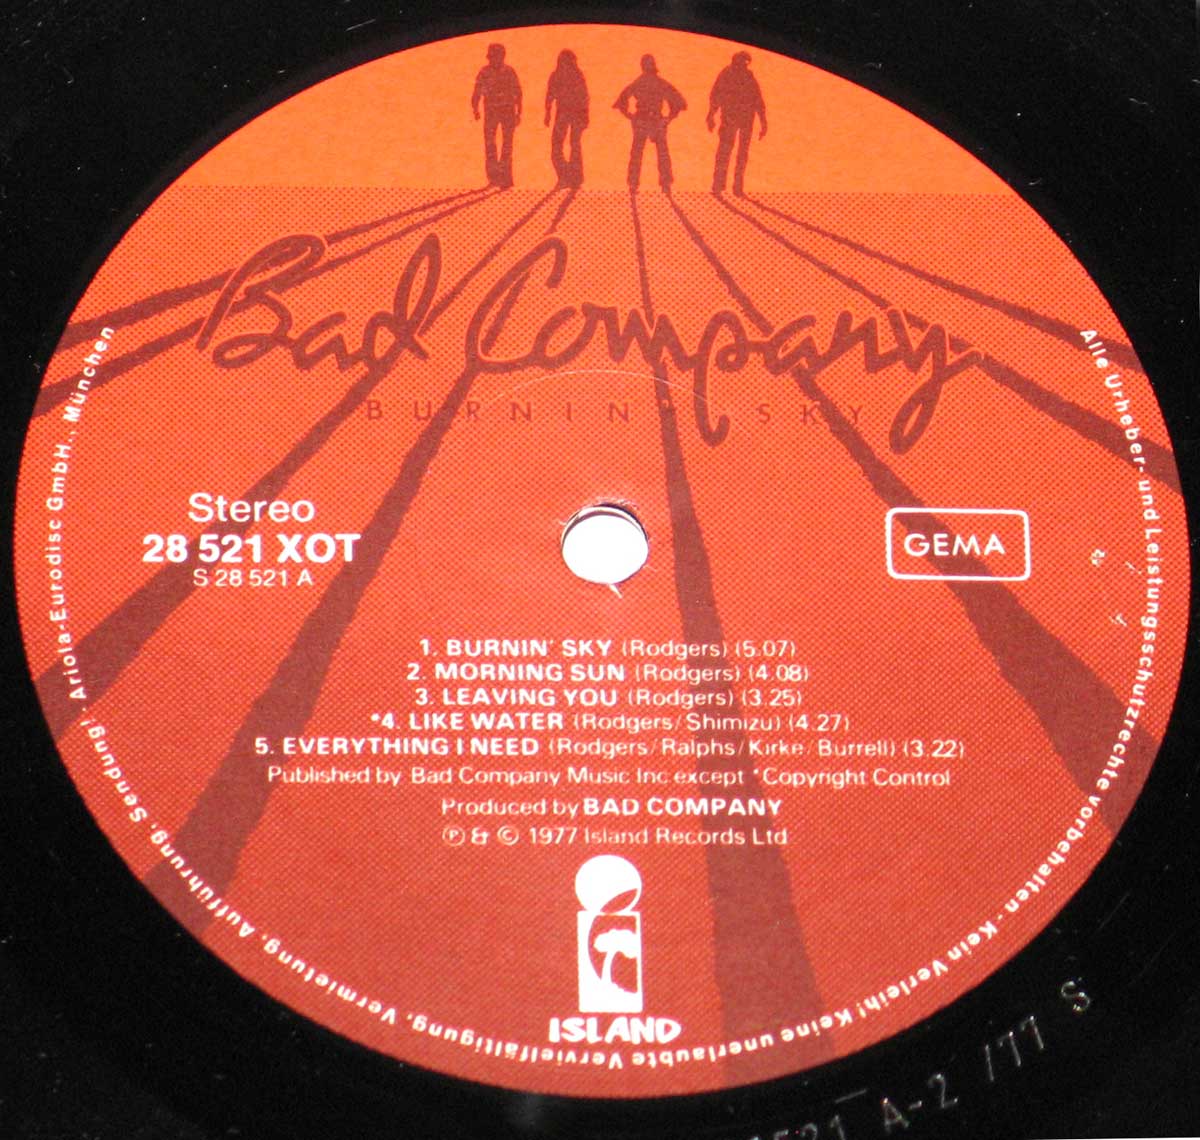 Bad Company
BURNIN' SKY
Stereo
28 521 XOT
S 28 521 A
GEMA
1. BURNIN' SKY (Rodgers) (5.07)
2. MORNING SUN (Rodgers) (4.08)
3. LEAVING YOU (Rodgers) (3.25)
*4. LIKE WATER (Rodgers/Shimizu) (4.27)
5. EVERYTHING I NEED (Rodgers/Ralphs/Kirke/Burrell) (3.22)
Published by Bad Company Music Inc except *Copyright Control
Produced by BAD COMPANY
Ⓟ & © 1977 Island Records Ltd
ISLAND
Alle Urheber- und Leistungsschutzrechte vorbehalten - Kein Verleih! Keine unerlaubte Vervielfältigung, Vermietung, Aufführung, Sendung!. Ariola-Eurodisc GmbH., München
521 A-2 /77 S